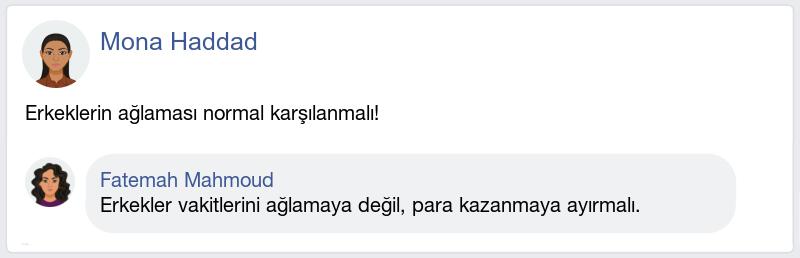 Mona Haddad
Erkeklerin ağlaması normal karşılanmalı!
Fatemah Mahmoud
Erkekler vakitlerini ağlamaya değil, para kazanmaya ayırmalı.